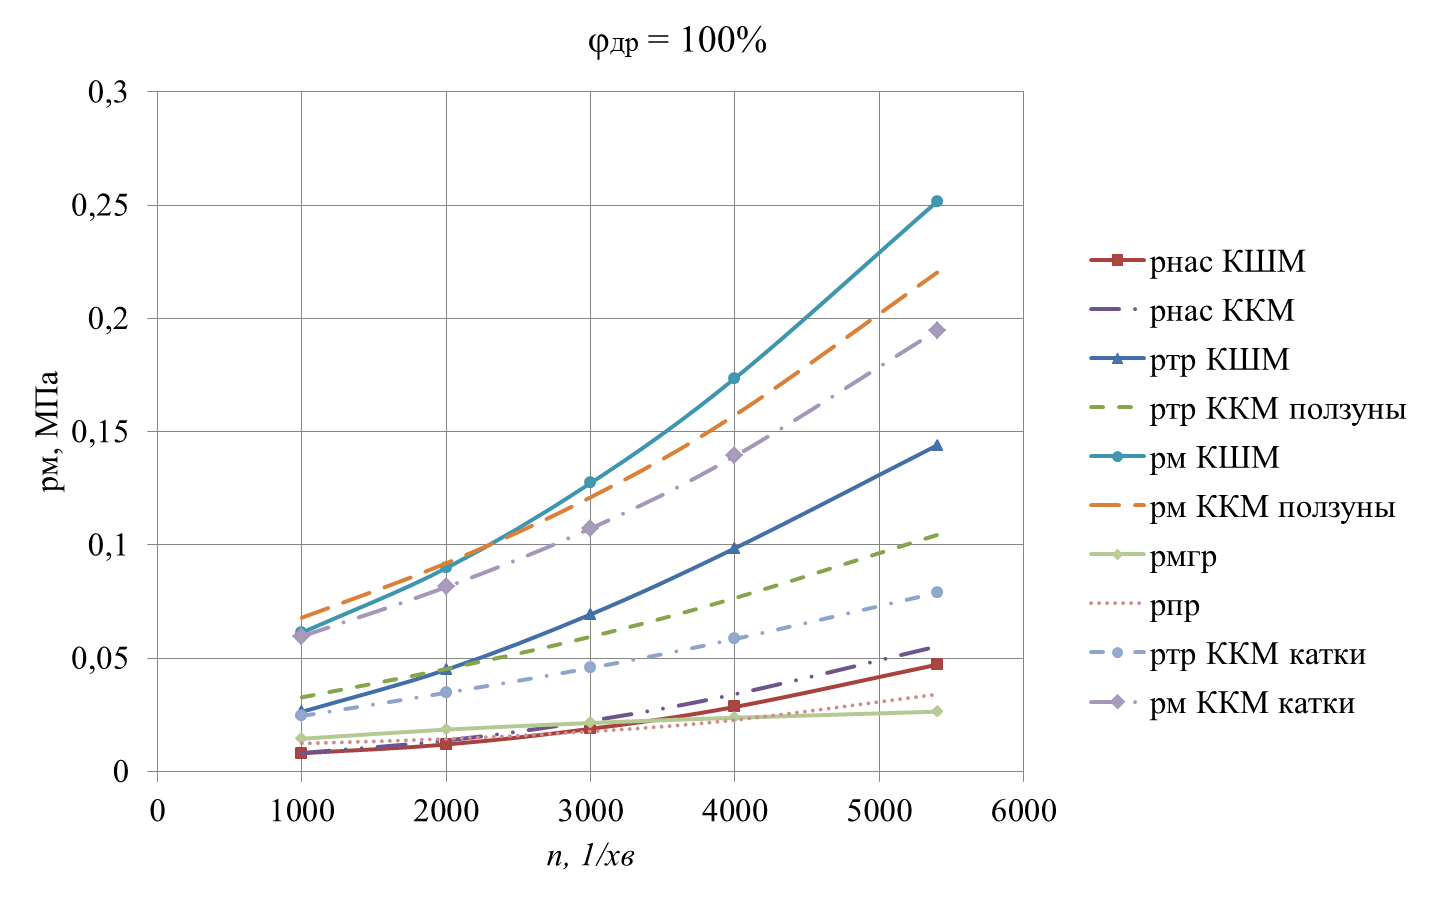 φдр = 100%
0,3
0,25
0,2
0,15
0,1
0,05
0
рм, МПа
0 1000 2000 3000 4000 5000 6000
n, 1/хв
рнас КШМ
рнас ККМ
ртр КШМ
ртр ККМ ползуны
рм КШМ
рм ККМ ползуны
рмгр
рпр
ртр ККМ катки
рм ККМ катки